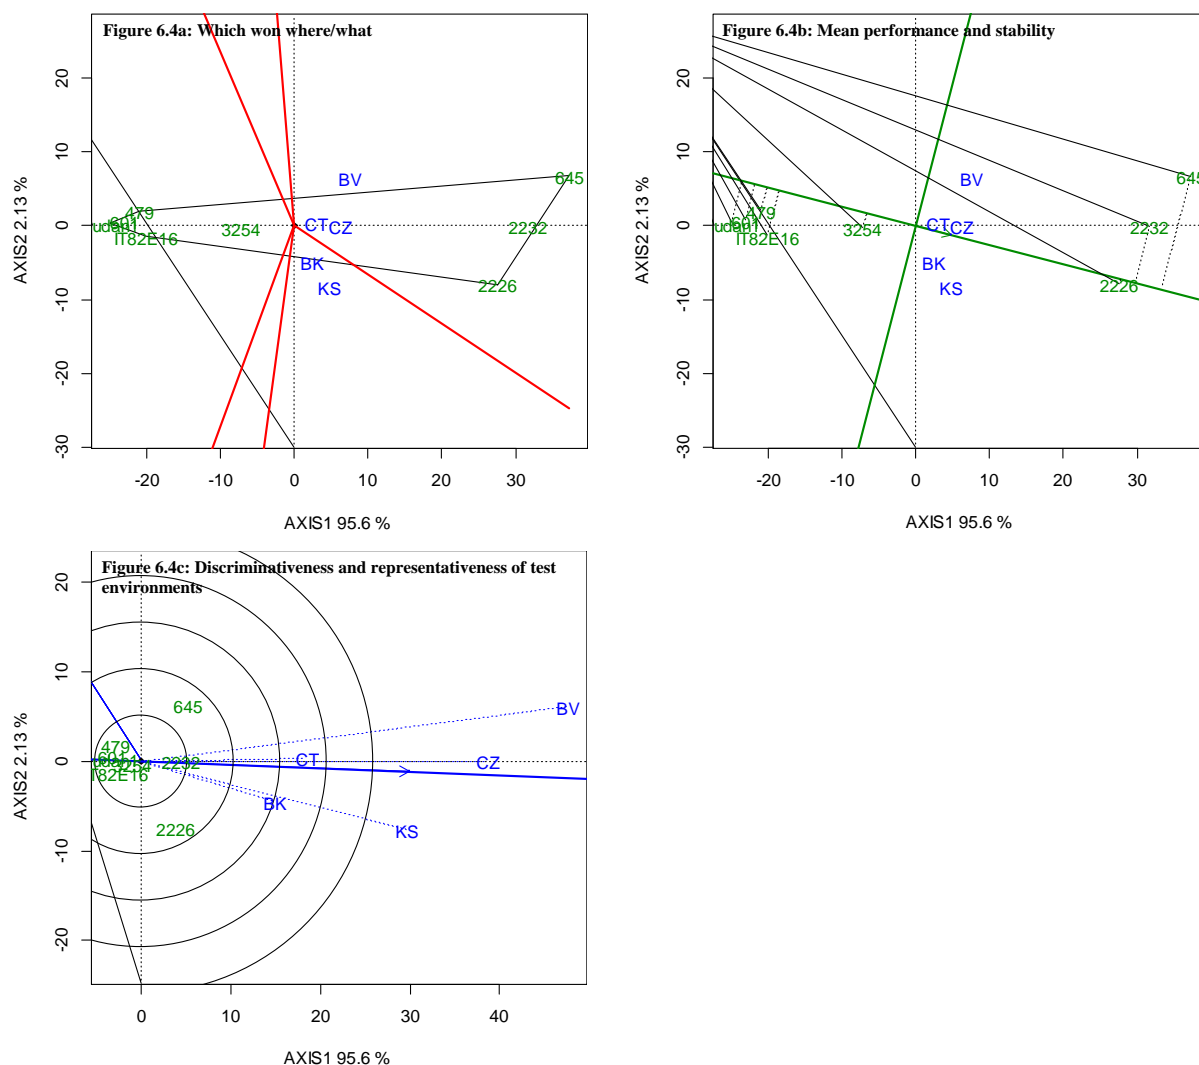 Figure 6.4a: Which won where/what
20
10
0
-10
-20
-30
AXIS2 2.13 %
BV
645
479
3254
CT
CZ
2232
IT82E16
BK
KS
2226
-20
-10
0
10
20
30
AXIS1 95.6 %
Figure 6.4b: Mean performance and stability
20
10
0
-10
-20
-30
AXIS2 2.13 %
BV
645
479
3254
CT
CZ
2232
IT82E16
BK
KS
2226
-20
-10
0
10
20
30
AXIS1 95.6 %
Figure 6.4c: Discriminativeness and representativeness of test
environments
20
10
0
-10
-20
AXIS2 2.13 %
645
BV
479
CT
CZ
2232
3254
T82E16
BK
KS
2226
0
10
20
30
40
AXIS1 95.6 %